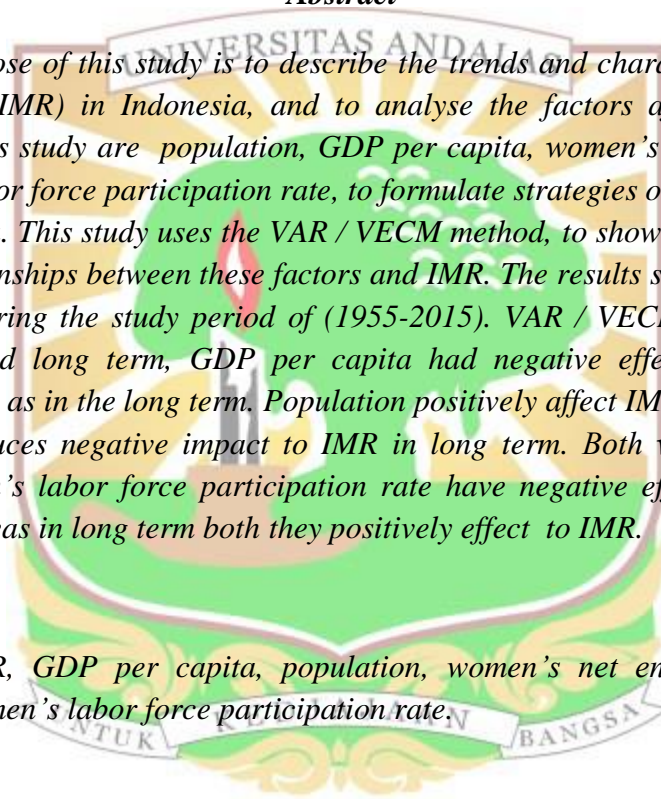 Abstract
UNIVERSITAS ANDALAS
ose of this study is to describe the trends and chara
IMR) in Indonesia, and to analyse the factors a
s study are population, GDP per capita, women's
or force participation rate, to formulate strategies o
. This study uses the VAR / VECM method, to show
nships between these factors and IMR. The results s
ring the study period of (1955-2015). VAR / VEC
d long term, GDP per capita had negative effe
as in the long term. Population positively affect IM
uces negative impact to IMR in long term. Both v
n's labor force participation rate have negative ef
eas in long term both they positively effect to IMR.
R, GDP per capita, population, women's net en
men's labor force participation rate.
UNTUK KEDJAJAAN BANGSA